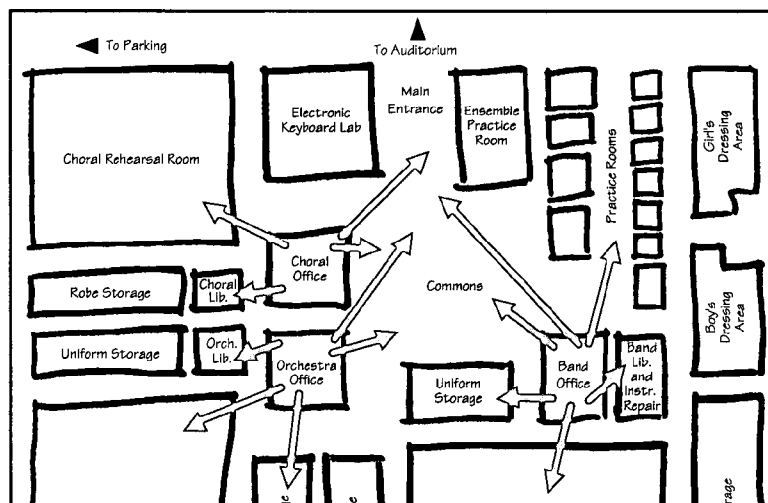 To Parking
To Auditorium
Main
Entrance
Electronic
Keyboard Lab
Ensemble
Practice
Room
Choral Rehearsal Room
Practice Rooms
Girl's
Dressing
Area
Choral
Office
Commons
Robe Storage
Choral
Lib.
Boy's
Dressing
Area
Uniform Storage
Orch.
Lib.
Orchestra
Office
Uniform
Storage
Band
Office
Band
Lib.
and
Instr.
Repair